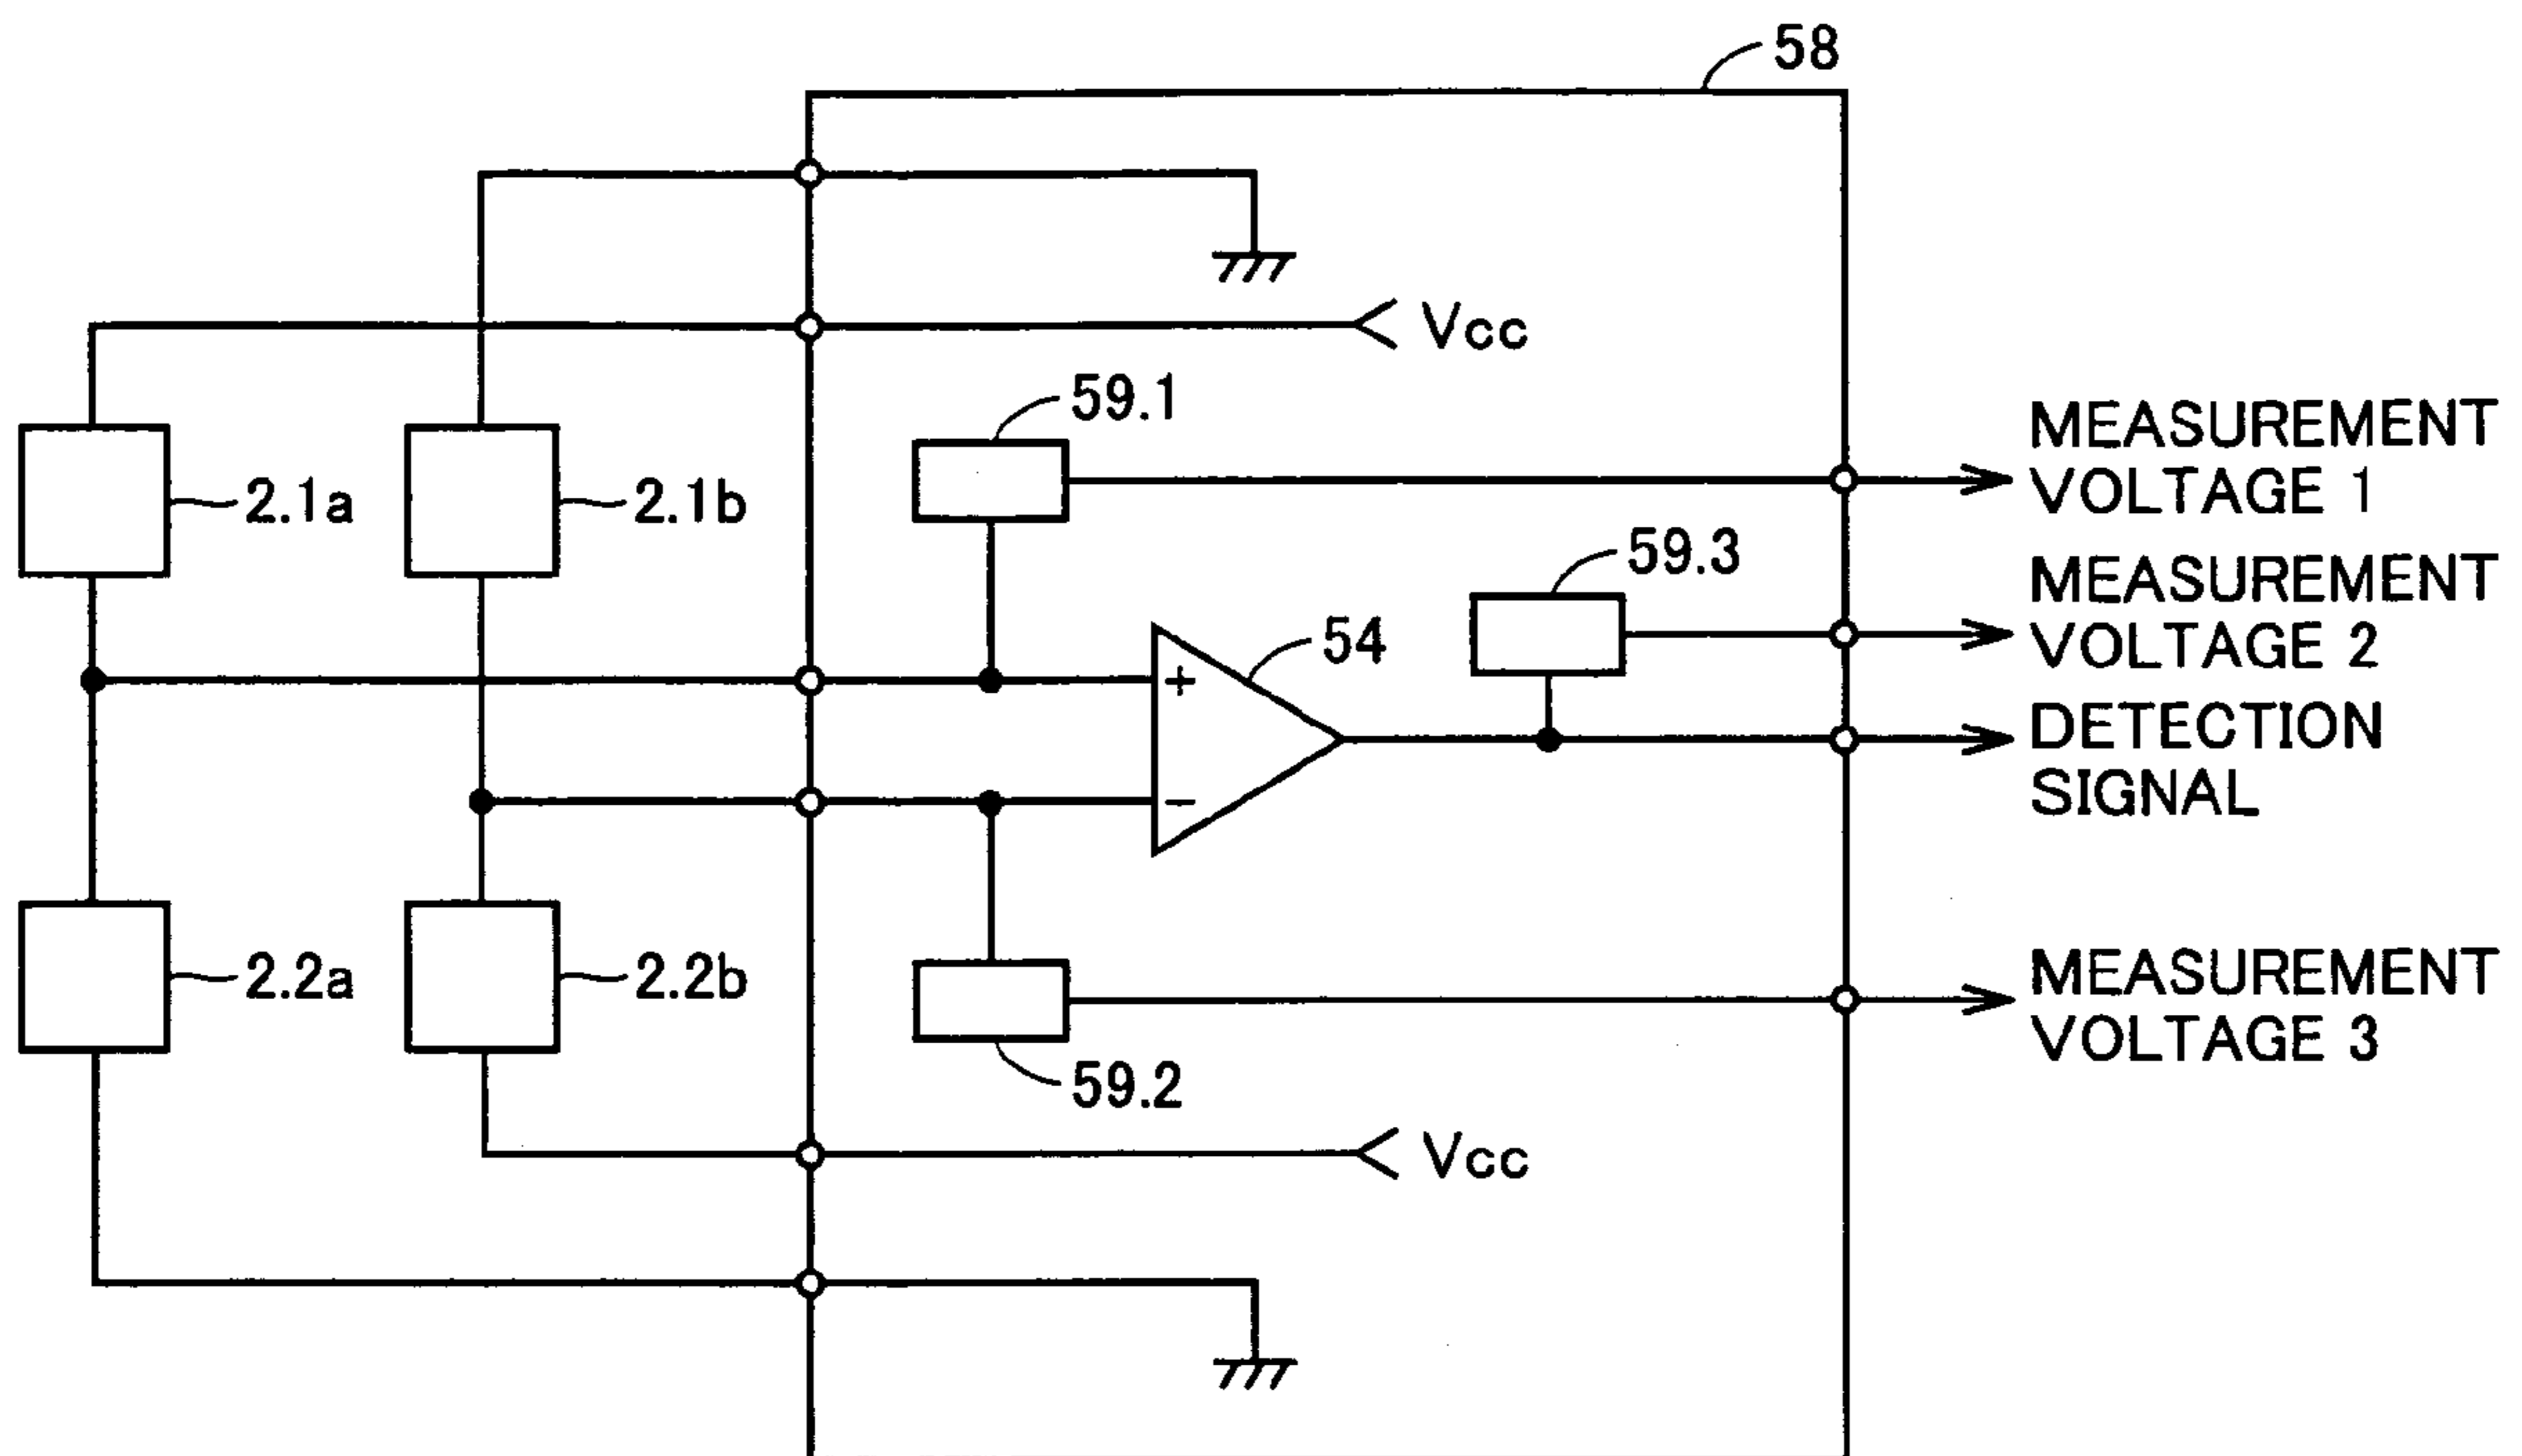 58
Vcc
59.1
MEASUREMENT
VOLTAGE 1
2.1a
2.1b
59.3
MEASUREMENT
VOLTAGE 2
54
+
DETECTION
SIGNAL
−
2.2a
2.2b
MEASUREMENT
VOLTAGE 3
59.2
Vcc